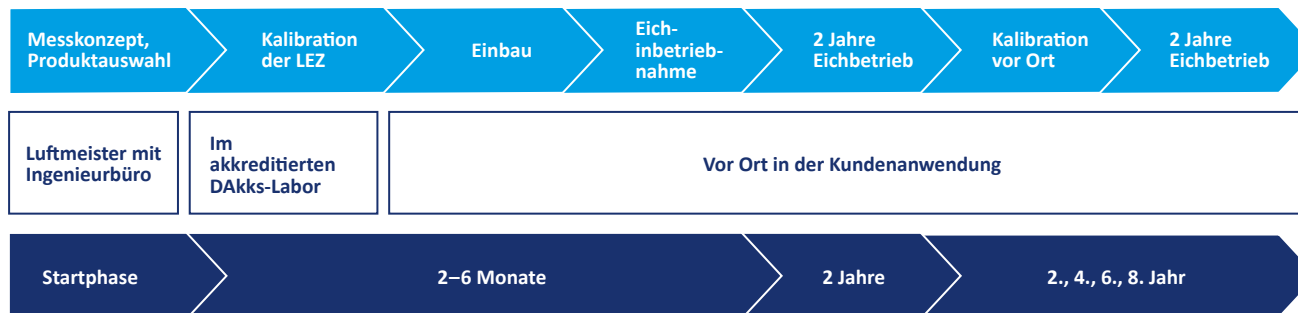 Messkonzept,
Produktauswahl
Kalibration
der LEZ
Einbau
Eich-
inbetrieb-
nahme
2 Jahre
Eichbetrieb
Kalibration
vor Ort
2 Jahre
Eichbetrieb
Luftmeister mit
Ingenieurbüro
Im
akkreditierten
DAkks-Labor
Vor Ort in der Kundenanwendung
Startphase
2–6 Monate
2 Jahre
2., 4., 6., 8. Jahr